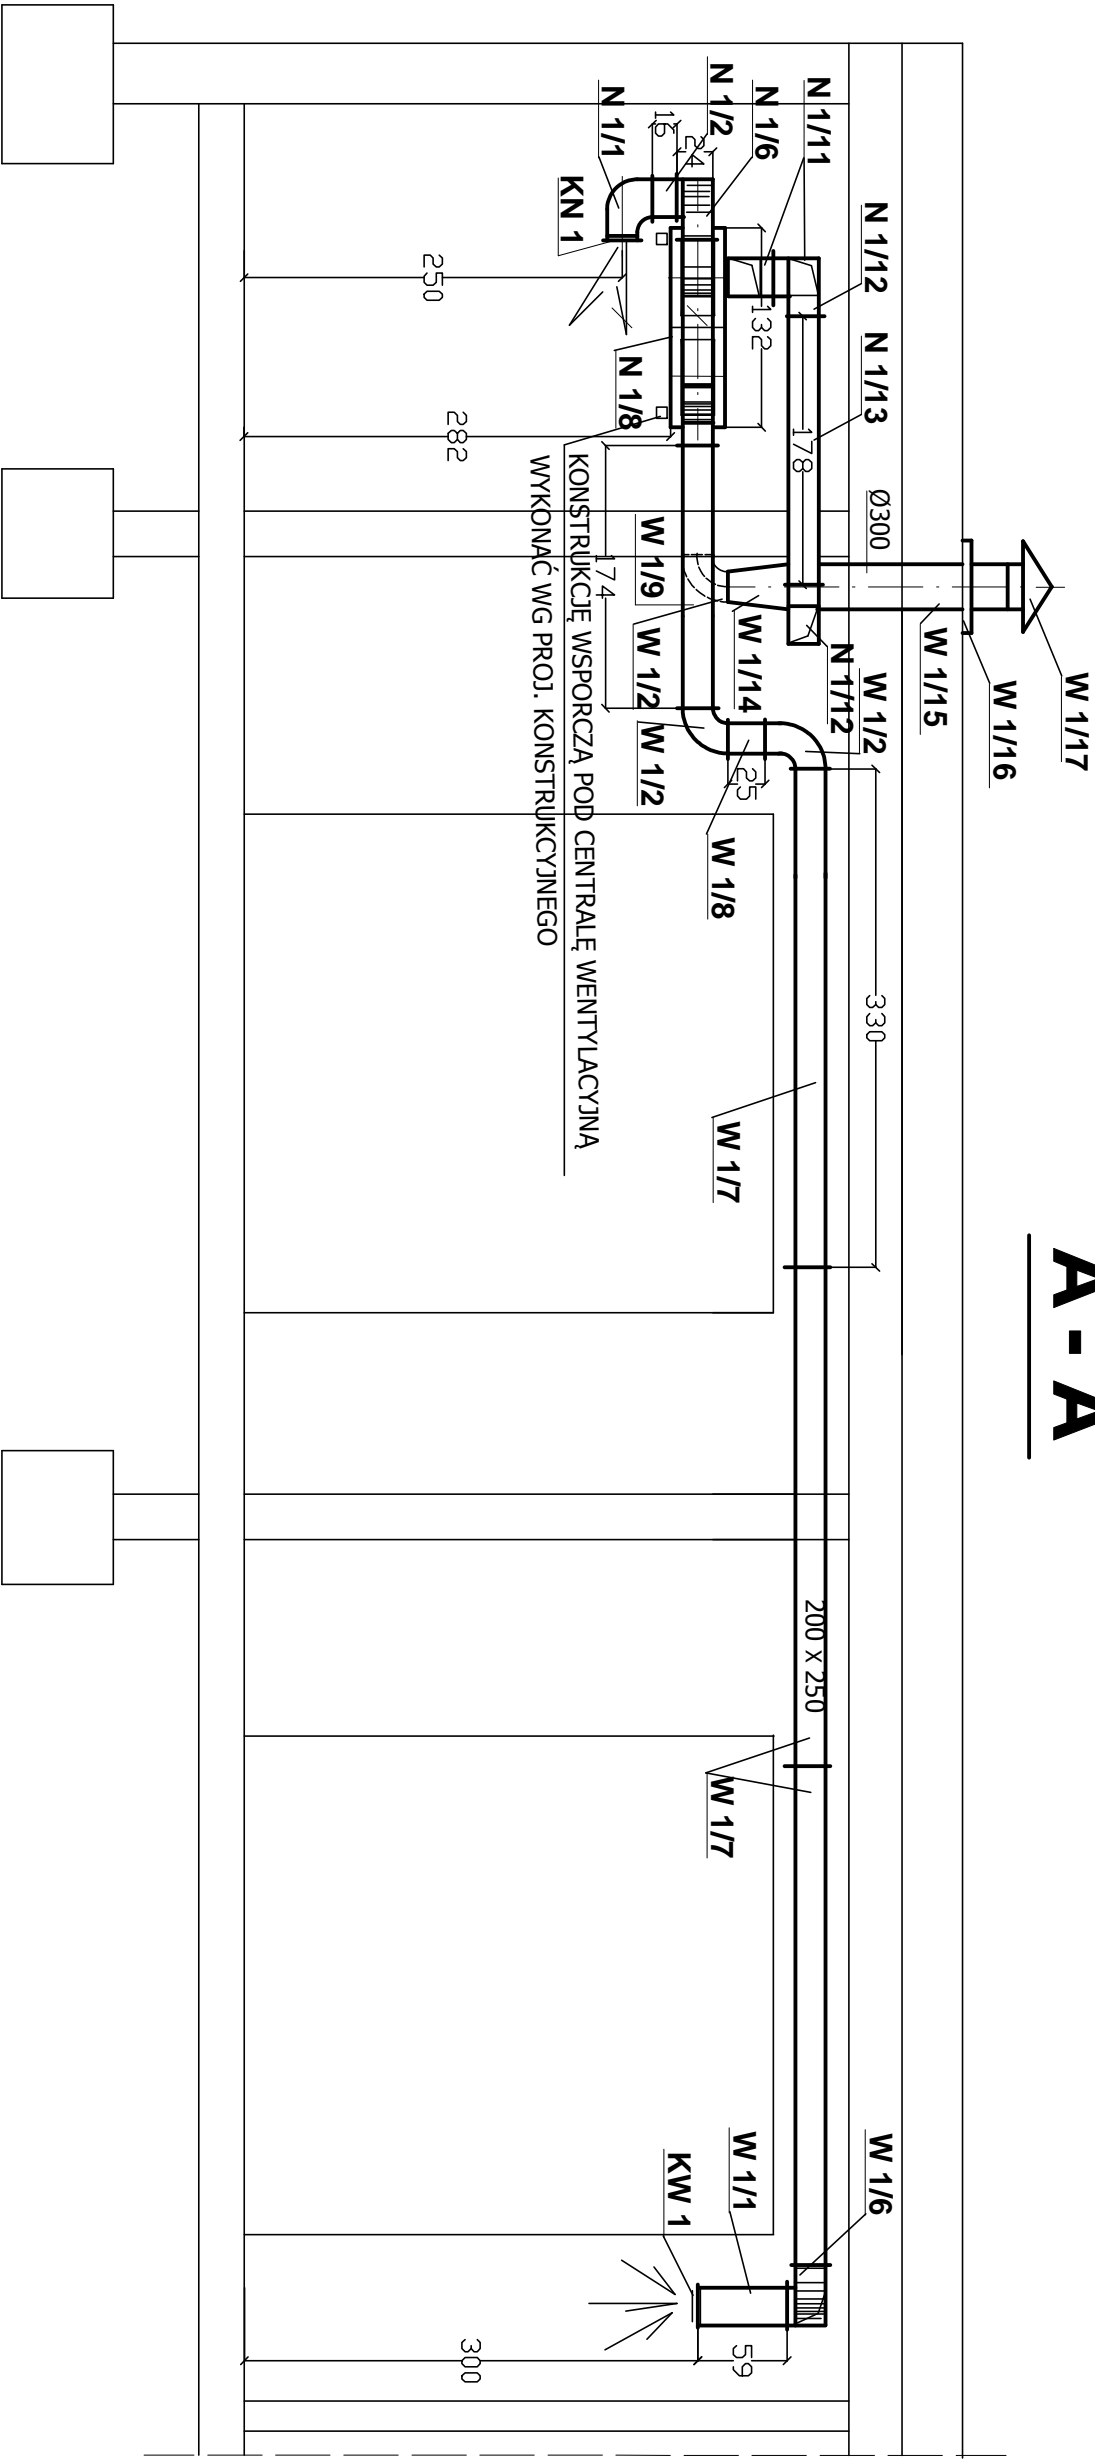 A - A
W 1/17
W 1/16
W 1/15
N 1/11
N 1/12
N 1/13
Ø300
N 1/6
N 1/2
N 1/1
KN 1
16
24
132
178
W 1/2
N 1/12
W 1/14
W 1/2
W 1/9
W 1/2
25
W 1/8
330
W 1/7
200 x 250
W 1/7
W 1/6
W 1/1
KW 1
59
300
N 1/8
174
250
282
KONSTRUKCJĘ WSPORCZĄ POD CENTRALĘ WENTYLACYJNĄ
WYKONAĆ WG PROJ. KONSTRUKCYJNEGO